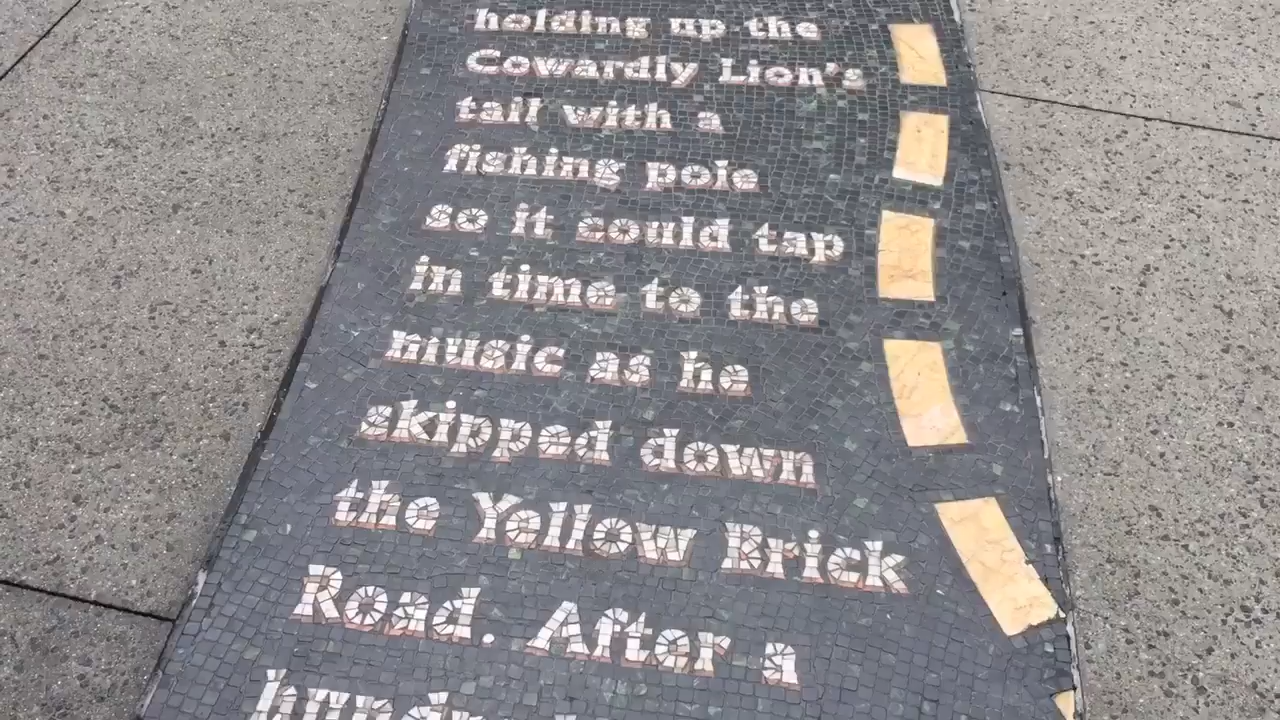 holding up the
Cowardly Lion's
tail with a
fishing pole
so it could tap
in time to the
music as he
skipped down
the Yellow Brick
Road. After a